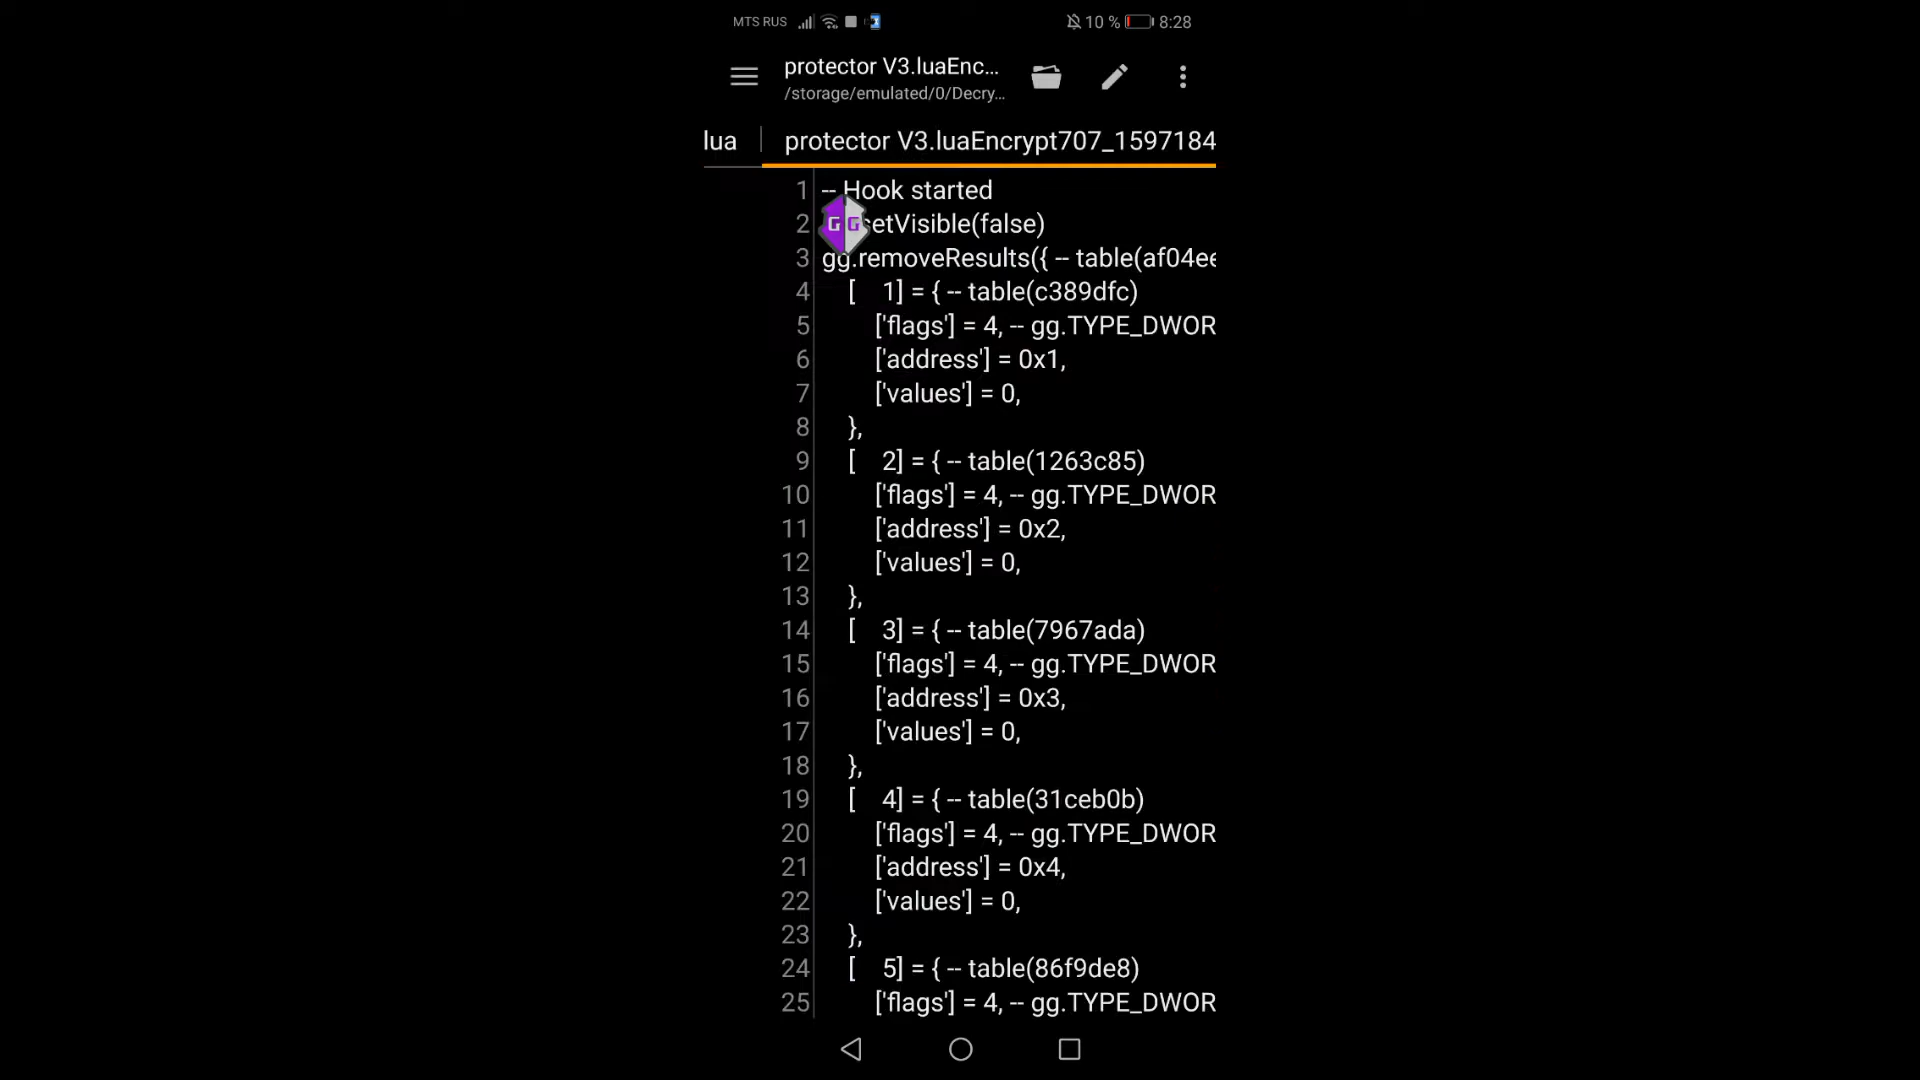 MTS RUS 10 % 8:28
protector V3.luaEnc...
/storage/emulated/0/Decry...
lua protector V3.luaEncrypt707_1597184
1 -- Hook started
2 setVisible(false)
3 gg.removeResults({ -- table(af04ee
4 [ 1] = { -- table(c389dfc)
5 ['flags'] = 4, -- gg.TYPE_DWOR
6 ['address'] = 0x1,
7 ['values'] = 0,
8 },
9 [ 2] = { -- table(1263c85)
10 ['flags'] = 4, -- gg.TYPE_DWOR
11 ['address'] = 0x2,
12 ['values'] = 0,
13 },
14 [ 3] = { -- table(7967ada)
15 ['flags'] = 4, -- gg.TYPE_DWOR
16 ['address'] = 0x3,
17 ['values'] = 0,
18 },
19 [ 4] = { -- table(31ceb0b)
20 ['flags'] = 4, -- gg.TYPE_DWOR
21 ['address'] = 0x4,
22 ['values'] = 0,
23 },
24 [ 5] = { -- table(86f9de8)
25 ['flags'] = 4, -- gg.TYPE_DWOR
GG